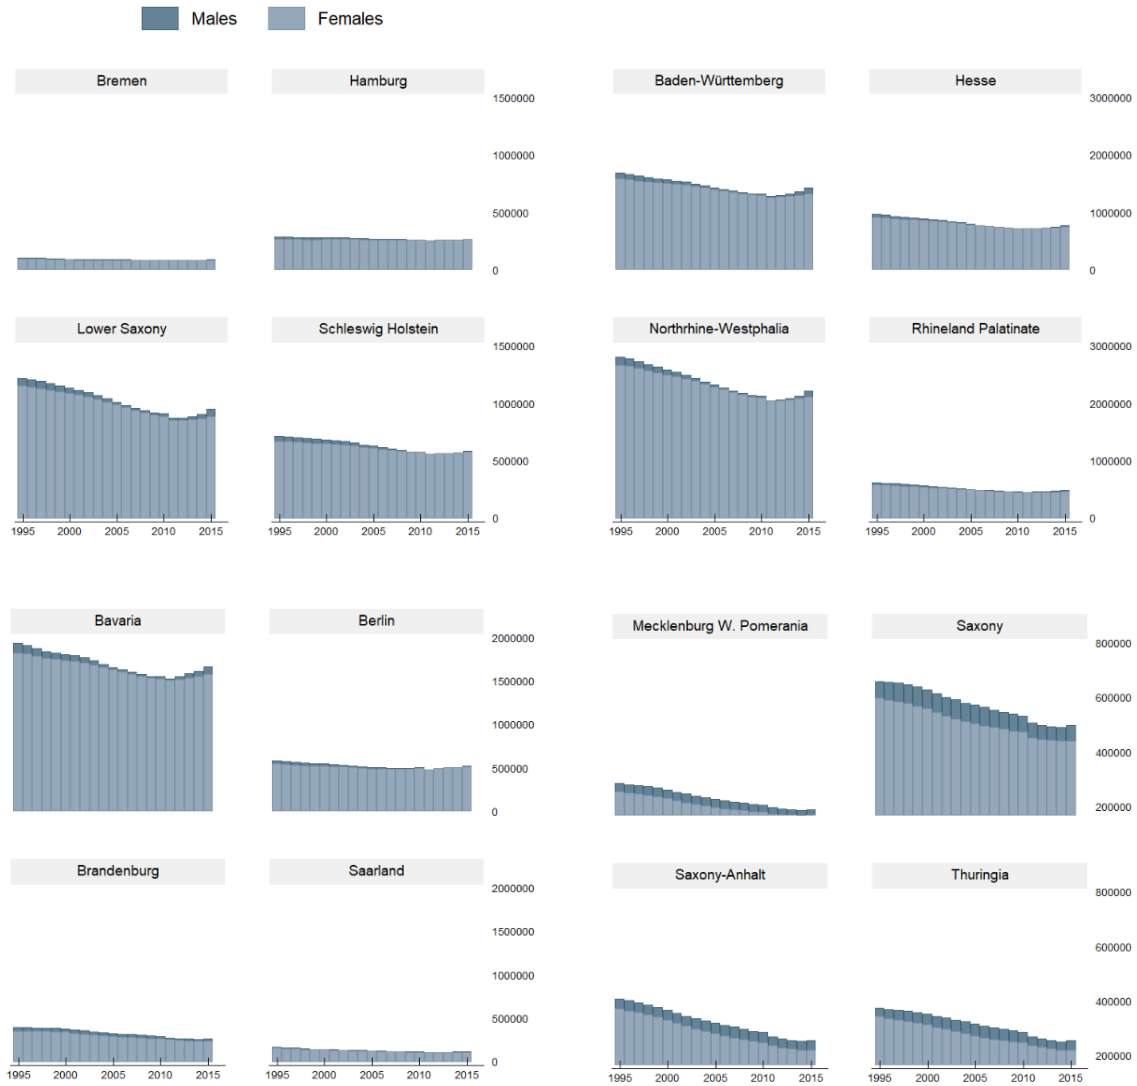 Males Females
Bremen Hamburg Baden-Württemberg Hesse
1500000 3000000
1000000 2000000
500000 1000000
0 0
Lower Saxony Schleswig Holstein Northrhine-Westphalia Rhineland Palatinate
1500000 3000000
1000000 2000000
500000 1000000
0 0
1995 2000 2005 2010 2015 1995 2000 2005 2010 2015 1995 2000 2005 2010 2015 1995 2000 2005 2010 2015
Bavaria Berlin Mecklenburg W. Pomerania Saxony
2000000 800000
1500000 600000
1000000 400000
500000 200000
0
Brandenburg Saarland Saxony-Anhalt Thuringia
2000000 800000
1500000 600000
1000000 400000
500000 200000
0
1995 2000 2005 2010 2015 1995 2000 2005 2010 2015 1995 2000 2005 2010 2015 1995 2000 2005 2010 2015